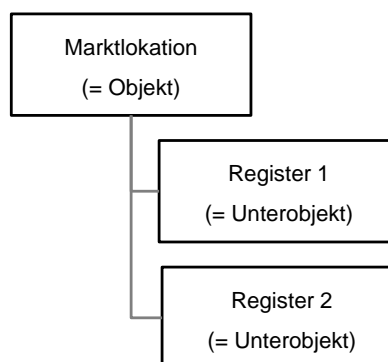 Marktlokation
(= Objekt)
Register 1
(= Unterobjekt)
Register 2
(= Unterobjekt)